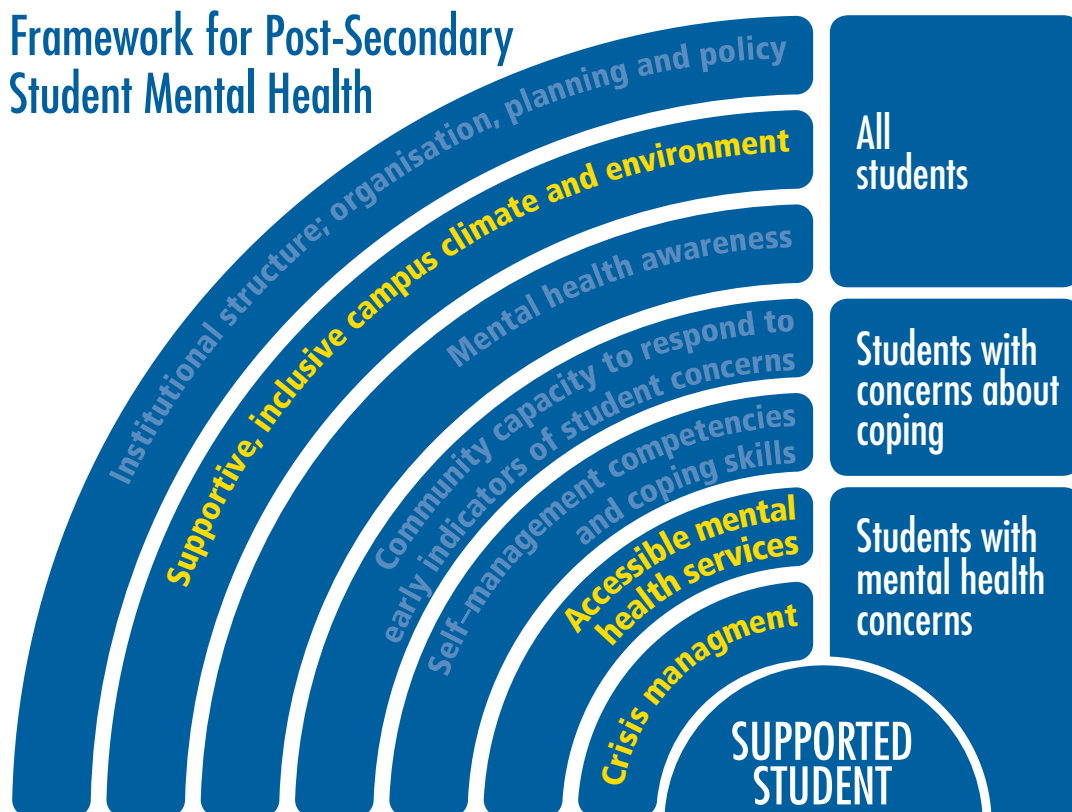 Framework for Post-Secondary
Student Mental Health
Institutional structure; organisation, planning and policy
Supportive, inclusive campus climate and environment
Mental health awareness
Community capacity to respond to
early indicators of student concerns
Self-management competencies
and coping skills
Accessible mental
health services
Crisis managment
All
students
Students with
concerns about
coping
Students with
mental health
concerns
SUPPORTED
STUDENT